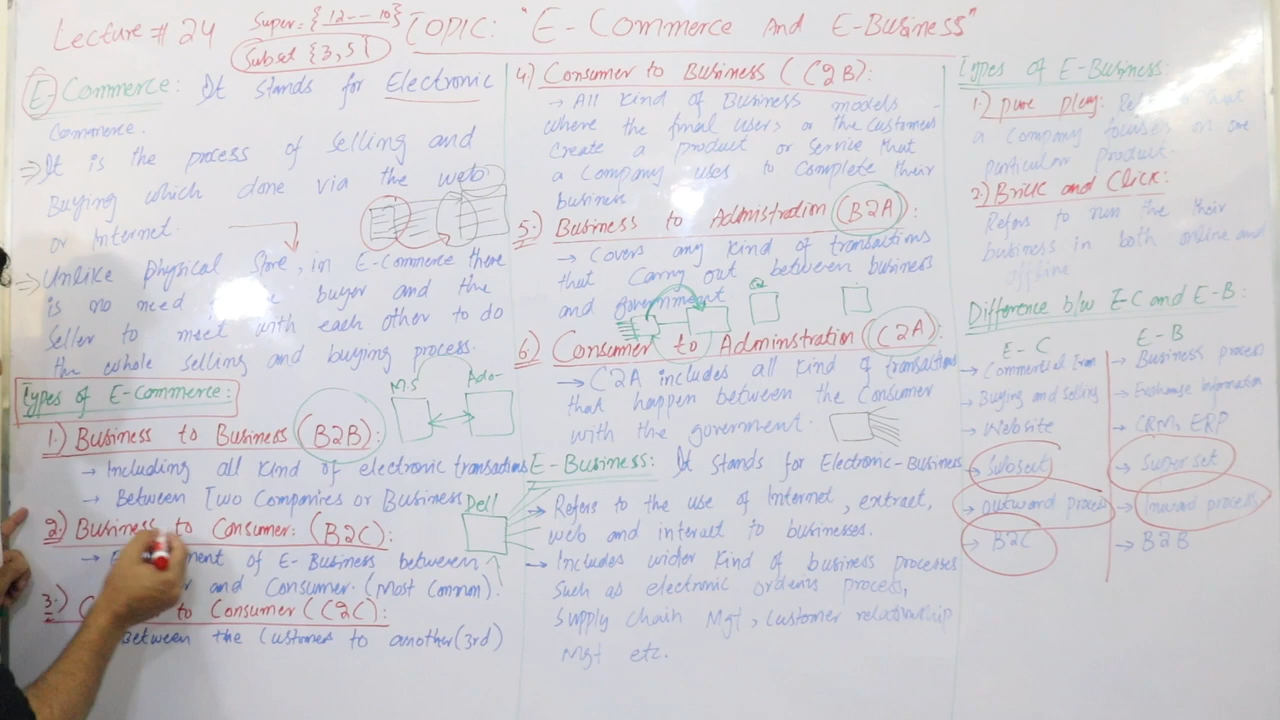 Lecture # 24
Super = {12---10}
Subset {3,5}
TOPIC: "E-Commerce And E-Business"
E-Commerce: It stands for Electronic
Commerce.
⇒ It is the process of selling and
Buying which done via the web
or Internet.
⇒ Unlike physical store, in E-Commerce there
is no need buyer and the
seller to meet with each other to do
the whole selling and buying process.
Types of E-Commerce:
MS Ado-
1.) Business to Business (B2B):
→ Including all kind of electronic transactions
→ Between Two Companies or Business
Dell
2.) Business to Consumer: (B2C):
→ of E-Business between
and Consumer. (Most Common).
3.) to Consumer (C2C):
Between the Customer to another (3rd)
4.) Consumer to Business (C2B):
→ All kind of Business models
where the final users or the customers
create a product or service that
a company uses to complete their
business
5.) Business to Admistration (B2A)
→ Covers any kind of transactions
that carry out between business
and government.
6.) Consumer to Adminstration (C2A):
→ C2A includes all kind of transactions
that happen between the consumer
with the government.
E-Business: It stands for Electronic-Business
→ Refers to the use of Internet, extract,
web and interact to businesses.
→ Includes wider kind of business processes
such as electronic orders process,
supply chain Mgt, customer relationship
Mgt etc.
Types of E-Business:
1.) pure play:
a company focuses on one
particular product.
2.) Brick and Click:
Refers to run the their
business in both online and
offline
Difference b/w E-C and E-B:
E-C E-B
→ Commercial → Business process
→ Buying and selling → Exchange Information
→ Website → CRM, ERP
→ Subset → Super set
→ outward process → Inward process
→ B2C → B2B